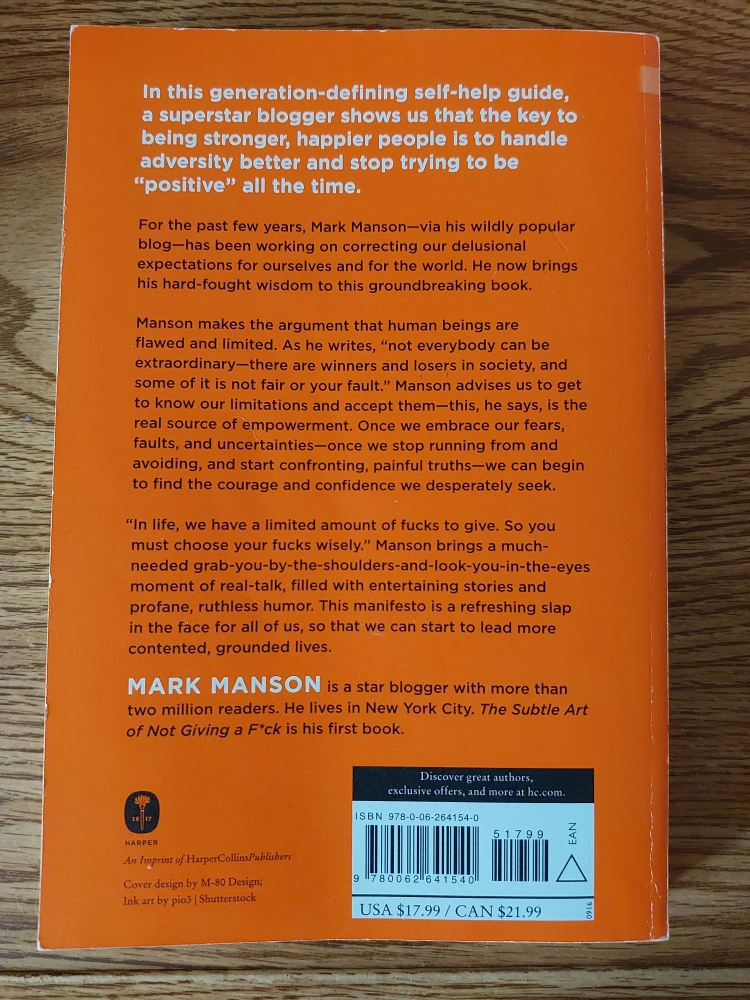 In this generation-defining self-help guide,
a superstar blogger shows us that the key to
being stronger, happier people is to handle
adversity better and stop trying to be
“positive” all the time.
For the past few years, Mark Manson—via his wildly popular
blog—has been working on correcting our delusional
expectations for ourselves and for the world. He now brings
his hard-fought wisdom to this groundbreaking book.
Manson makes the argument that human beings are
flawed and limited. As he writes, “not everybody can be
extraordinary—there are winners and losers in society, and
some of it is not fair or your fault.” Manson advises us to get
to know our limitations and accept them—this, he says, is the
real source of empowerment. Once we embrace our fears,
faults, and uncertainties—once we stop running from and
avoiding, and start confronting, painful truths—we can begin
to find the courage and confidence we desperately seek.
“In life, we have a limited amount of fucks to give. So you
must choose your fucks wisely.” Manson brings a much-
needed grab-you-by-the-shoulders-and-look-you-in-the-eyes
moment of real-talk, filled with entertaining stories and
profane, ruthless humor. This manifesto is a refreshing slap
in the face for all of us, so that we can start to lead more
contented, grounded lives.
MARK MANSON is a star blogger with more than
two million readers. He lives in New York City. The Subtle Art
of Not Giving a F*ck is his first book.
18 17
HARPER
An Imprint of HarperCollinsPublishers
Cover design by M-80 Design;
Ink art by pio3 | Shutterstock
Discover great authors,
exclusive offers, and more at hc.com.
ISBN 978-0-06-264154-0
51799
EAN
9 780062 641540
USA $17.99 / CAN $21.99
0916